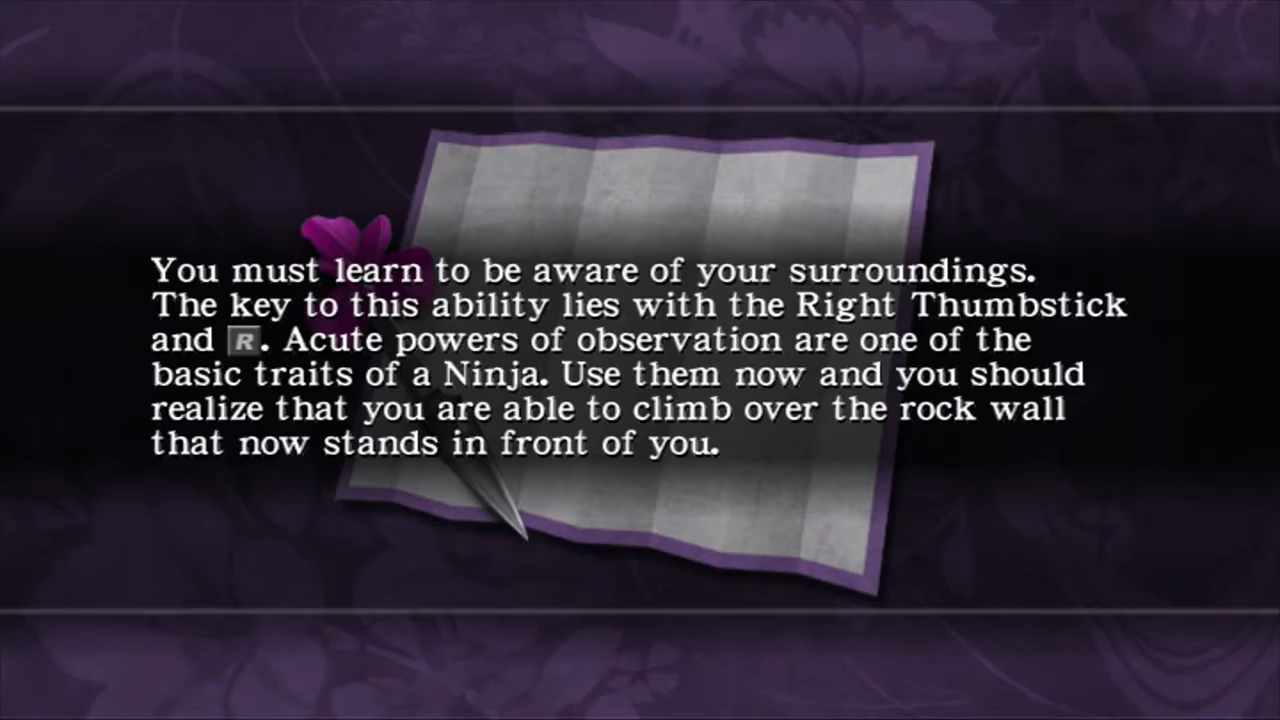 You must learn to be aware of your surroundings.
The key to this ability lies with the Right Thumbstick
and R. Acute powers of observation are one of the
basic traits of a Ninja. Use them now and you should
realize that you are able to climb over the rock wall
that now stands in front of you.